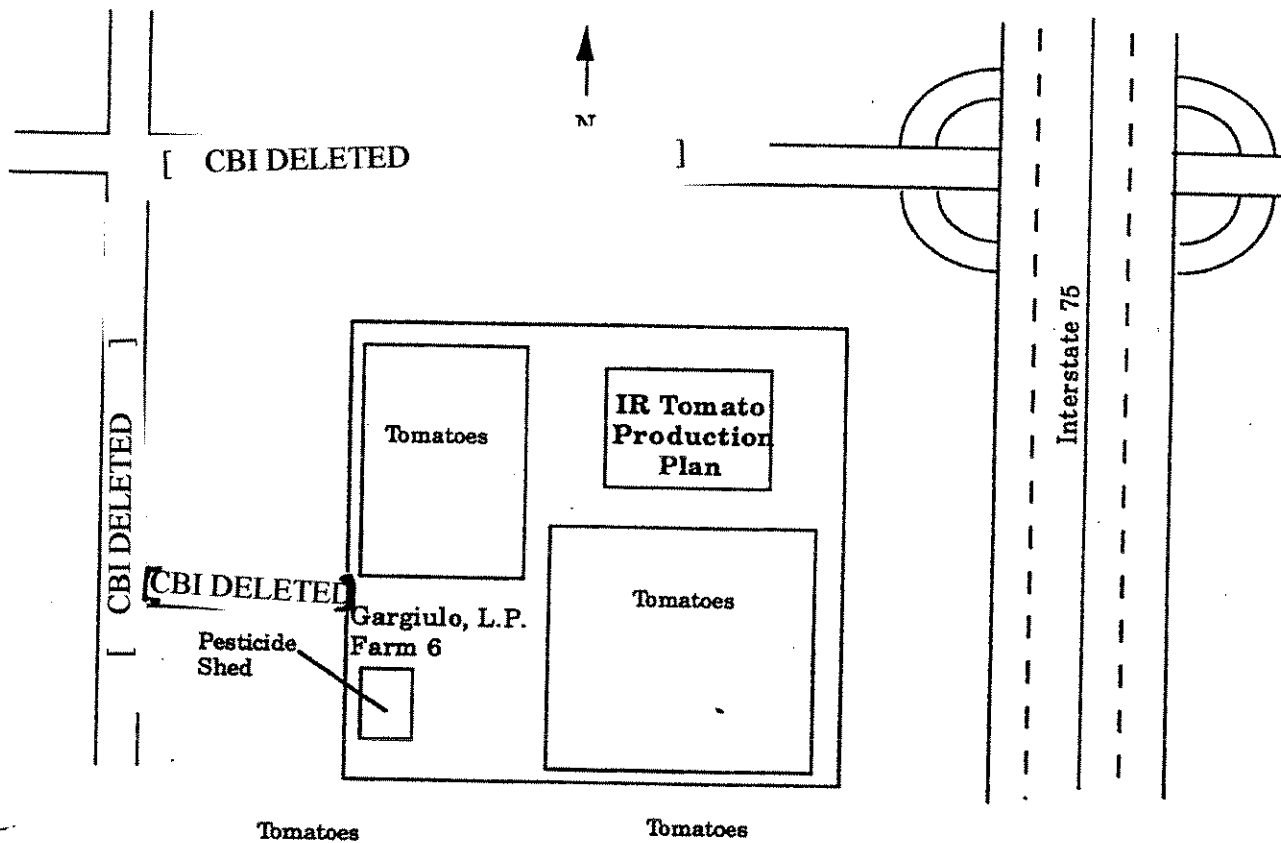 N
[ CBI DELETED ]
Interstate 75
[ CBI DELETED ]
Tomatoes
IR Tomato
Production
Plan
[CBI DELETED]
Tomatoes
Gargiulo, L.P.
Farm 6
Pesticide
Shed
Tomatoes
Tomatoes